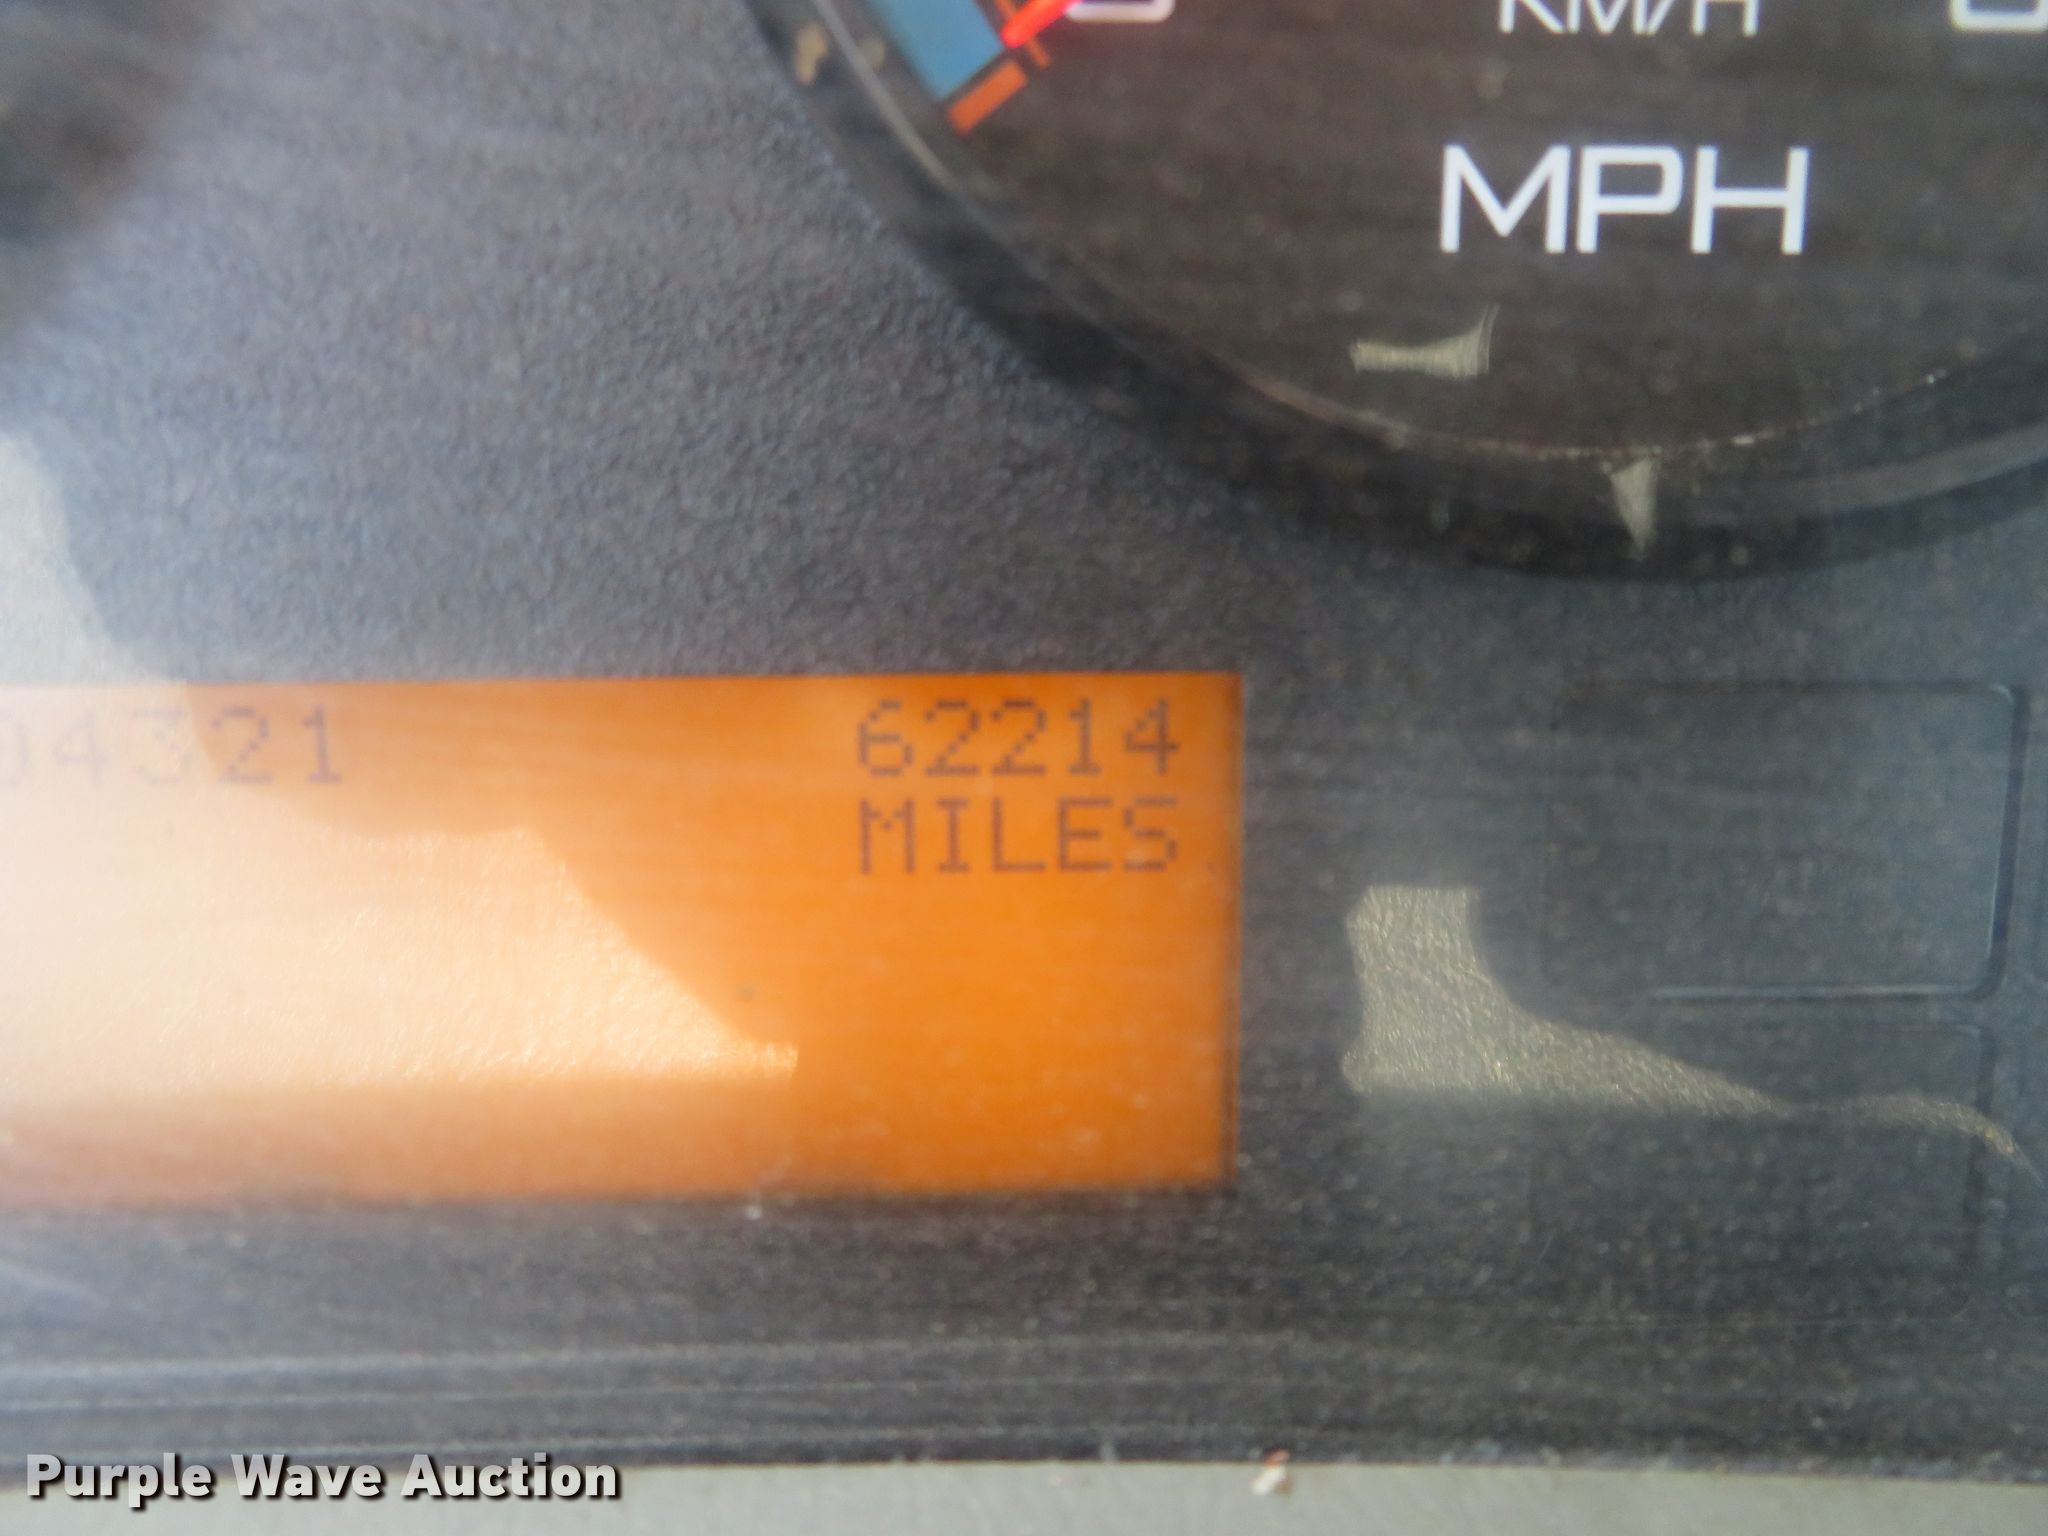 KM/H
MPH
04321 62214
MILES
Purple Wave Auction